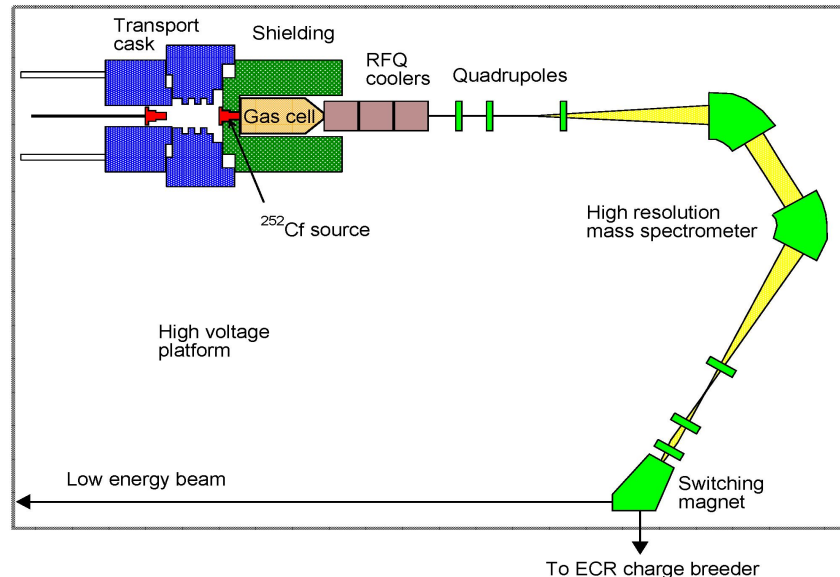 Transport
cask
Shielding
RFQ
coolers
Quadrupoles
Gas cell
²⁵²Cf source
High resolution
mass spectrometer
High voltage
platform
Low energy beam
Switching
magnet
To ECR charge breeder